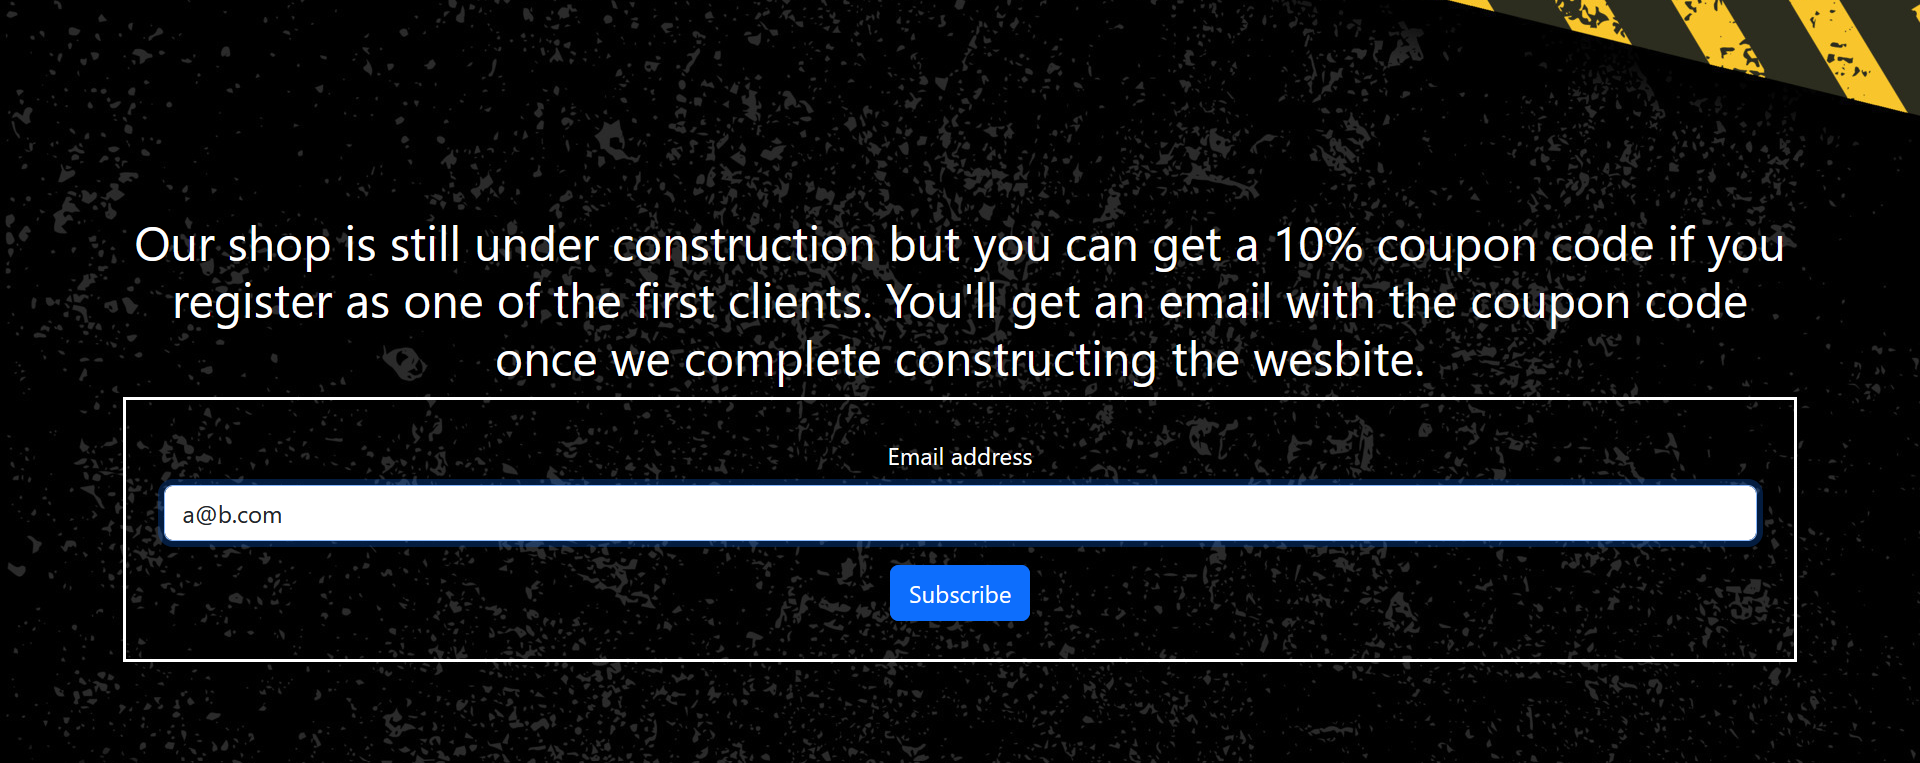 Our shop is still under construction but you can get a 10% coupon code if you
register as one of the first clients. You'll get an email with the coupon code
once we complete constructing the wesbite.
Email address
a@b.com
Subscribe